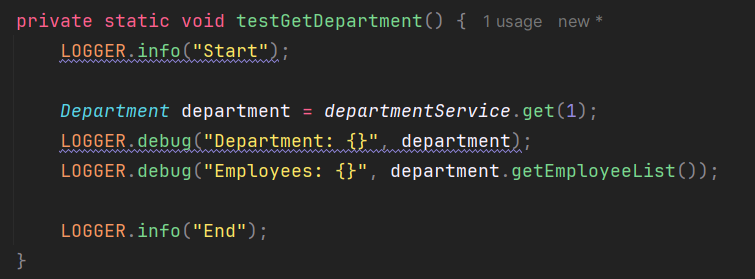 private static void testGetDepartment() { 1 usage new *
LOGGER.info("Start");
Department department = departmentService.get(1);
LOGGER.debug("Department: {}", department);
LOGGER.debug("Employees: {}", department.getEmployeeList());
LOGGER.info("End");
}